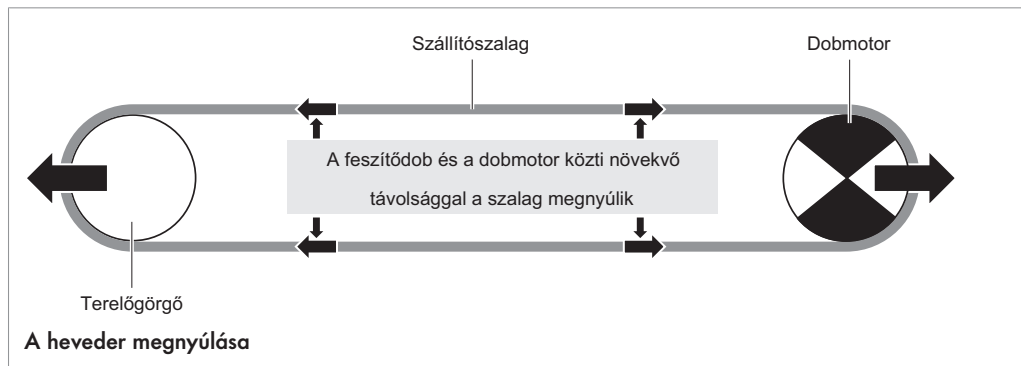 Szállítószalag
Dobmotor
A feszítődob és a dobmotor közti növekvő
távolsággal a szalag megnyúlik
Terelőgörgő
A heveder megnyúlása